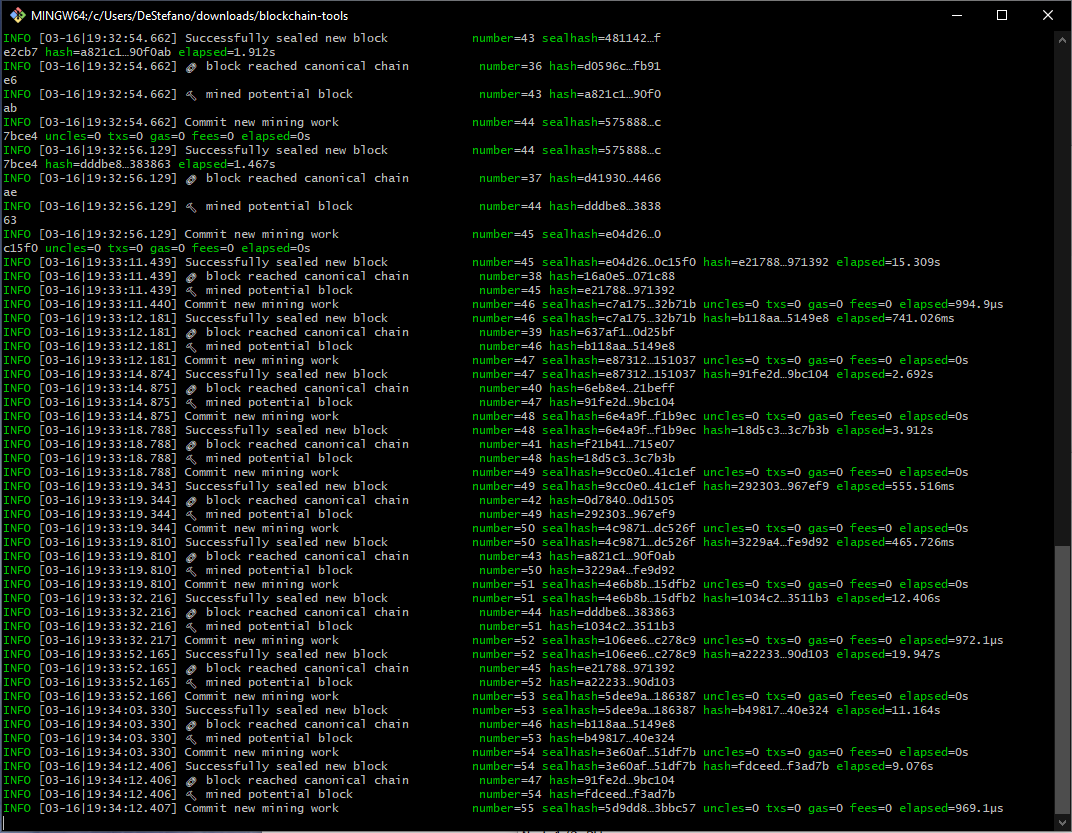 MINGW64:/c/Users/DeStefano/downloads/blockchain-tools
INFO [03-16|19:32:54.662] Successfully sealed new block number=43 sealhash=481142…f
e2cb7 hash=a821c1…90f0ab elapsed=1.912s
INFO [03-16|19:32:54.662] 🔗 block reached canonical chain number=36 hash=d0596c…fb91
e6
INFO [03-16|19:32:54.662] 🔨 mined potential block number=43 hash=a821c1…90f0
ab
INFO [03-16|19:32:54.662] Commit new mining work number=44 sealhash=575888…c
7bce4 uncles=0 txs=0 gas=0 fees=0 elapsed=0s
INFO [03-16|19:32:56.129] Successfully sealed new block number=44 sealhash=575888…c
7bce4 hash=dddbe8…383863 elapsed=1.467s
INFO [03-16|19:32:56.129] 🔗 block reached canonical chain number=37 hash=d41930…4466
ae
INFO [03-16|19:32:56.129] 🔨 mined potential block number=44 hash=dddbe8…3838
63
INFO [03-16|19:32:56.129] Commit new mining work number=45 sealhash=e04d26…0
c15f0 uncles=0 txs=0 gas=0 fees=0 elapsed=0s
INFO [03-16|19:33:11.439] Successfully sealed new block number=45 sealhash=e04d26…0c15f0 hash=e21788…971392 elapsed=15.309s
INFO [03-16|19:33:11.439] 🔗 block reached canonical chain number=38 hash=16a0e5…071c88
INFO [03-16|19:33:11.439] 🔨 mined potential block number=45 hash=e21788…971392
INFO [03-16|19:33:11.440] Commit new mining work number=46 sealhash=c7a175…32b71b uncles=0 txs=0 gas=0 fees=0 elapsed=994.9µs
INFO [03-16|19:33:12.181] Successfully sealed new block number=46 sealhash=c7a175…32b71b hash=b118aa…5149e8 elapsed=741.026ms
INFO [03-16|19:33:12.181] 🔗 block reached canonical chain number=39 hash=637af1…0d25bf
INFO [03-16|19:33:12.181] 🔨 mined potential block number=46 hash=b118aa…5149e8
INFO [03-16|19:33:12.181] Commit new mining work number=47 sealhash=e87312…151037 uncles=0 txs=0 gas=0 fees=0 elapsed=0s
INFO [03-16|19:33:14.874] Successfully sealed new block number=47 sealhash=e87312…151037 hash=91fe2d…9bc104 elapsed=2.692s
INFO [03-16|19:33:14.875] 🔗 block reached canonical chain number=40 hash=6eb8e4…21beff
INFO [03-16|19:33:14.875] 🔨 mined potential block number=47 hash=91fe2d…9bc104
INFO [03-16|19:33:14.875] Commit new mining work number=48 sealhash=6e4a9f…f1b9ec uncles=0 txs=0 gas=0 fees=0 elapsed=0s
INFO [03-16|19:33:18.788] Successfully sealed new block number=48 sealhash=6e4a9f…f1b9ec hash=18d5c3…3c7b3b elapsed=3.912s
INFO [03-16|19:33:18.788] 🔗 block reached canonical chain number=41 hash=f21b41…715e07
INFO [03-16|19:33:18.788] 🔨 mined potential block number=48 hash=18d5c3…3c7b3b
INFO [03-16|19:33:18.788] Commit new mining work number=49 sealhash=9cc0e0…41c1ef uncles=0 txs=0 gas=0 fees=0 elapsed=0s
INFO [03-16|19:33:19.343] Successfully sealed new block number=49 sealhash=9cc0e0…41c1ef hash=292303…967ef9 elapsed=555.516ms
INFO [03-16|19:33:19.344] 🔗 block reached canonical chain number=42 hash=0d7840…0d1505
INFO [03-16|19:33:19.344] 🔨 mined potential block number=49 hash=292303…967ef9
INFO [03-16|19:33:19.344] Commit new mining work number=50 sealhash=4c9871…dc526f uncles=0 txs=0 gas=0 fees=0 elapsed=0s
INFO [03-16|19:33:19.810] Successfully sealed new block number=50 sealhash=4c9871…dc526f hash=3229a4…fe9d92 elapsed=465.726ms
INFO [03-16|19:33:19.810] 🔗 block reached canonical chain number=43 hash=a821c1…90f0ab
INFO [03-16|19:33:19.810] 🔨 mined potential block number=50 hash=3229a4…fe9d92
INFO [03-16|19:33:19.810] Commit new mining work number=51 sealhash=4e6b8b…15dfb2 uncles=0 txs=0 gas=0 fees=0 elapsed=0s
INFO [03-16|19:33:32.216] Successfully sealed new block number=51 sealhash=4e6b8b…15dfb2 hash=1034c2…3511b3 elapsed=12.406s
INFO [03-16|19:33:32.216] 🔗 block reached canonical chain number=44 hash=dddbe8…383863
INFO [03-16|19:33:32.216] 🔨 mined potential block number=51 hash=1034c2…3511b3
INFO [03-16|19:33:32.217] Commit new mining work number=52 sealhash=106ee6…c278c9 uncles=0 txs=0 gas=0 fees=0 elapsed=972.1µs
INFO [03-16|19:33:52.165] Successfully sealed new block number=52 sealhash=106ee6…c278c9 hash=a22233…90d103 elapsed=19.947s
INFO [03-16|19:33:52.165] 🔗 block reached canonical chain number=45 hash=e21788…971392
INFO [03-16|19:33:52.165] 🔨 mined potential block number=52 hash=a22233…90d103
INFO [03-16|19:33:52.166] Commit new mining work number=53 sealhash=5dee9a…186387 uncles=0 txs=0 gas=0 fees=0 elapsed=0s
INFO [03-16|19:34:03.330] Successfully sealed new block number=53 sealhash=5dee9a…186387 hash=b49817…40e324 elapsed=11.164s
INFO [03-16|19:34:03.330] 🔗 block reached canonical chain number=46 hash=b118aa…5149e8
INFO [03-16|19:34:03.330] 🔨 mined potential block number=53 hash=b49817…40e324
INFO [03-16|19:34:03.330] Commit new mining work number=54 sealhash=3e60af…51df7b uncles=0 txs=0 gas=0 fees=0 elapsed=0s
INFO [03-16|19:34:12.406] Successfully sealed new block number=54 sealhash=3e60af…51df7b hash=fdceed…f3ad7b elapsed=9.076s
INFO [03-16|19:34:12.406] 🔗 block reached canonical chain number=47 hash=91fe2d…9bc104
INFO [03-16|19:34:12.406] 🔨 mined potential block number=54 hash=fdceed…f3ad7b
INFO [03-16|19:34:12.407] Commit new mining work number=55 sealhash=5d9dd8…3bbc57 uncles=0 txs=0 gas=0 fees=0 elapsed=969.1µs